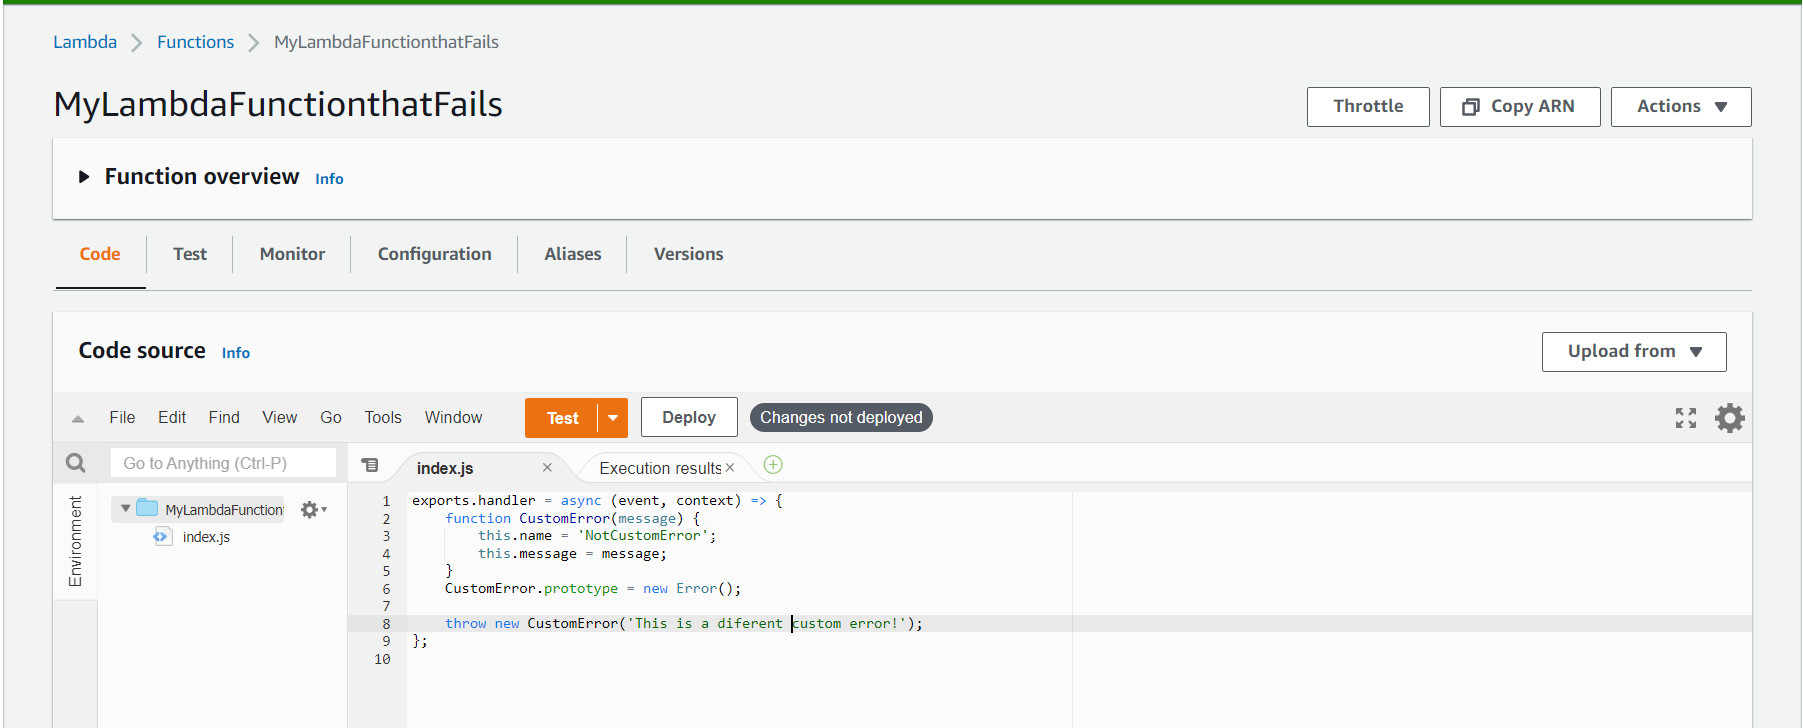 Lambda Functions MyLambdaFunctionthatFails
MyLambdaFunctionthatFails
Throttle Copy ARN Actions
Function overview Info
Code Test Monitor Configuration Aliases Versions
Code source Info
Upload from
File Edit Find View Go Tools Window Test Deploy Changes not deployed
Go to Anything (Ctrl-P)
index.js Execution results
Environment
MyLambdaFunction
index.js
1 exports.handler = async (event, context) => {
2 function CustomError(message) {
3 this.name = 'NotCustomError';
4 this.message = message;
5 }
6 CustomError.prototype = new Error();
7
8 throw new CustomError('This is a diferent custom error!');
9 };
10